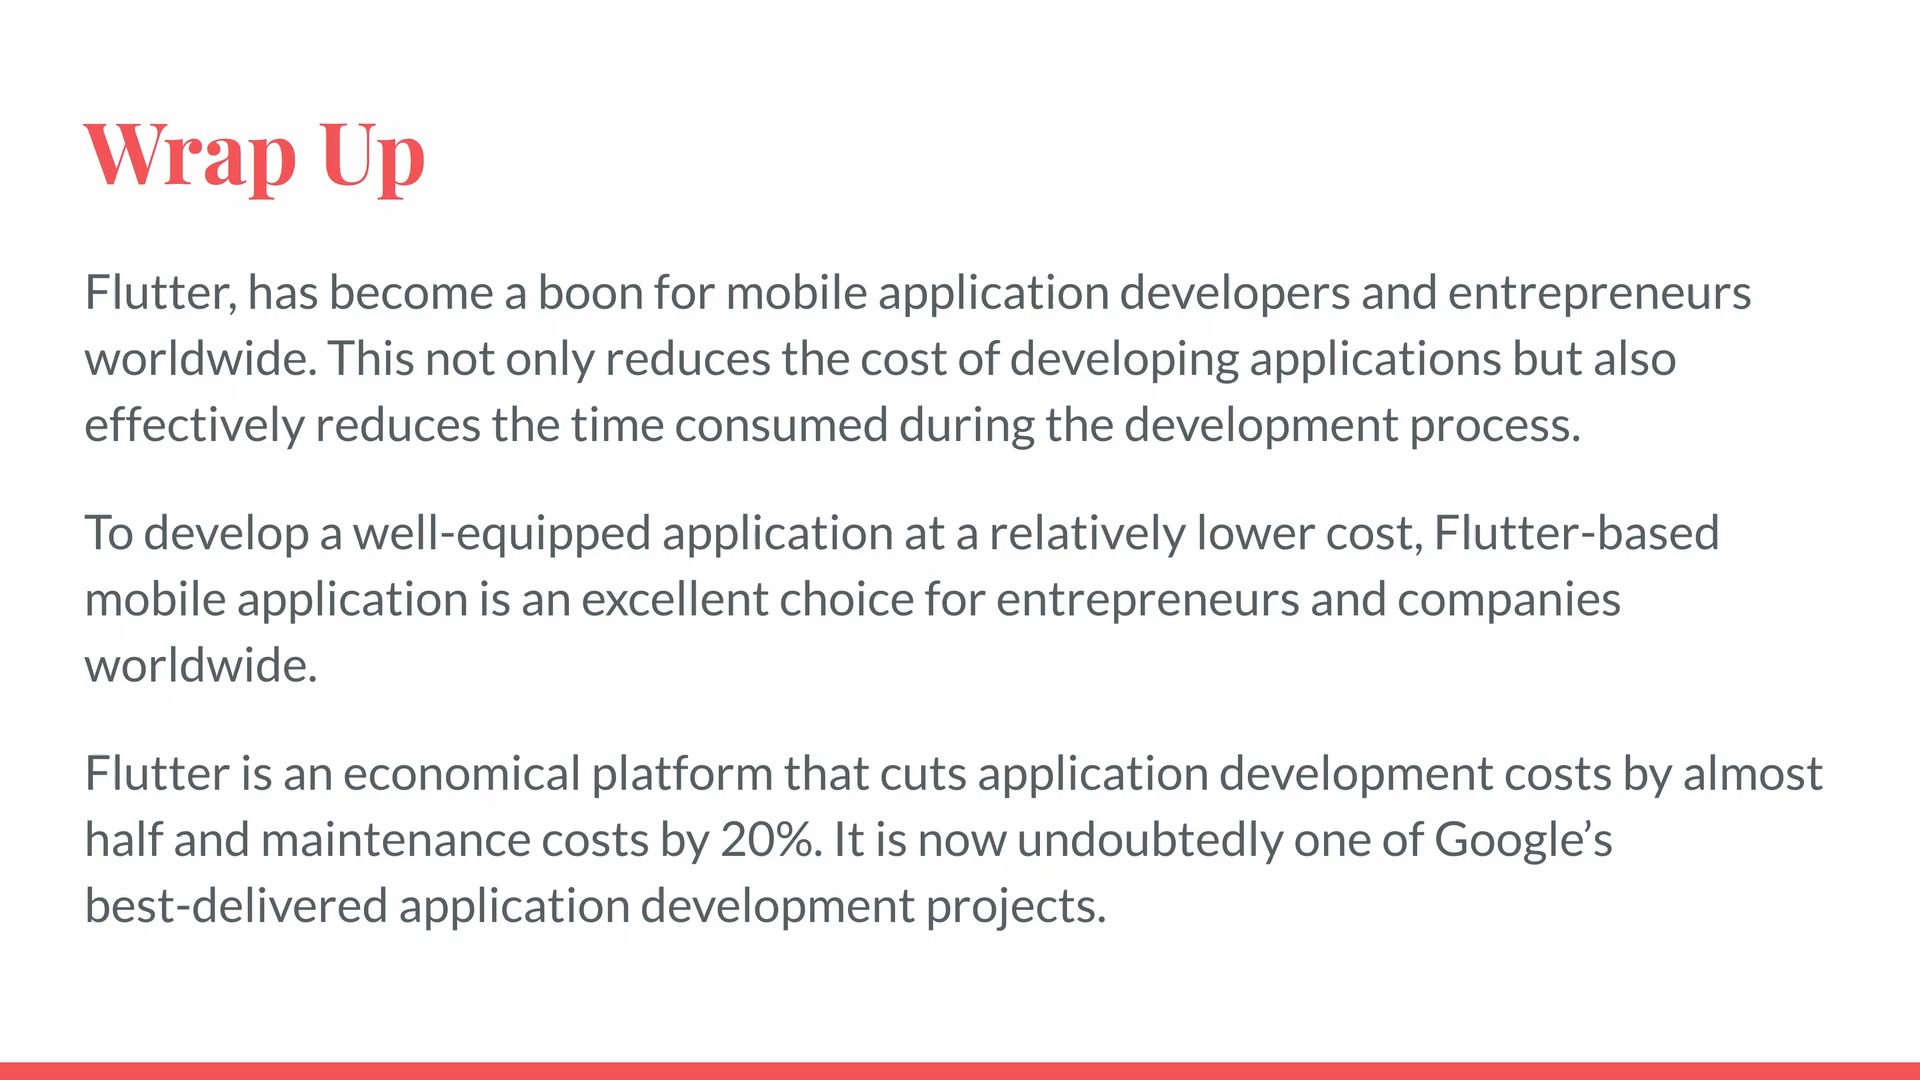 Wrap Up
Flutter, has become a boon for mobile application developers and entrepreneurs
worldwide. This not only reduces the cost of developing applications but also
effectively reduces the time consumed during the development process.
To develop a well-equipped application at a relatively lower cost, Flutter-based
mobile application is an excellent choice for entrepreneurs and companies
worldwide.
Flutter is an economical platform that cuts application development costs by almost
half and maintenance costs by 20%. It is now undoubtedly one of Google’s
best-delivered application development projects.